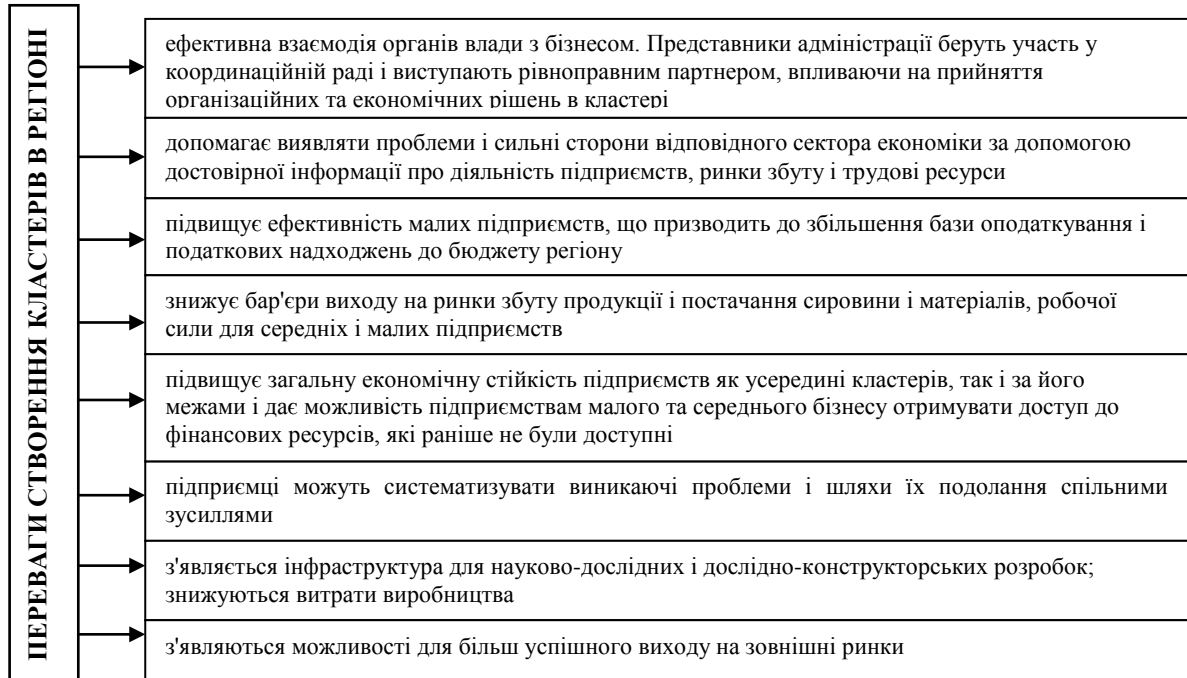 ПЕРЕВАГИ СТВОРЕННЯ КЛАСТЕРІВ В РЕГІОНІ
ефективна взаємодія органів влади з бізнесом. Представники адміністрації беруть участь у
координаційній раді і виступають рівноправним партнером, впливаючи на прийняття
організаційних та економічних рішень в кластері
допомагає виявляти проблеми і сильні сторони відповідного сектора економіки за допомогою
достовірної інформації про діяльність підприємств, ринки збуту і трудові ресурси
підвищує ефективність малих підприємств, що призводить до збільшення бази оподаткування і
податкових надходжень до бюджету регіону
знижує бар'єри виходу на ринки збуту продукції і постачання сировини і матеріалів, робочої
сили для середніх і малих підприємств
підвищує загальну економічну стійкість підприємств як усередині кластерів, так і за його
межами і дає можливість підприємствам малого та середнього бізнесу отримувати доступ до
фінансових ресурсів, які раніше не були доступні
підприємці можуть систематизувати виникаючі проблеми і шляхи їх подолання спільними
зусиллями
з'являється інфраструктура для науково-дослідних і дослідно-конструкторських розробок;
знижуються витрати виробництва
з'являються можливості для більш успішного виходу на зовнішні ринки